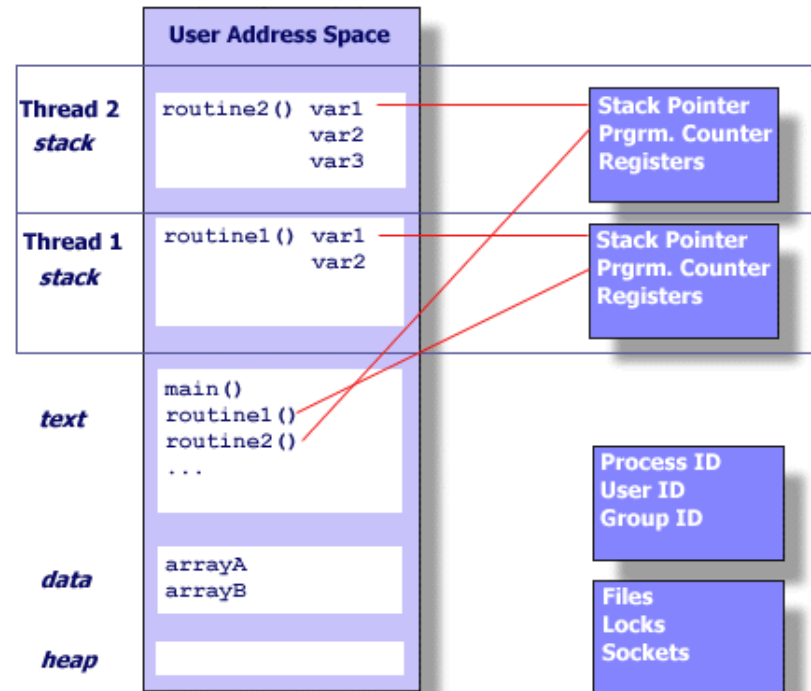 User Address Space
Thread 2
stack
routine2() var1
var2
var3
Stack Pointer
Prgrm. Counter
Registers
Thread 1
stack
routine1() var1
var2
Stack Pointer
Prgrm. Counter
Registers
text
main()
routine1()
routine2()
...
Process ID
User ID
Group ID
data
arrayA
arrayB
Files
Locks
Sockets
heap